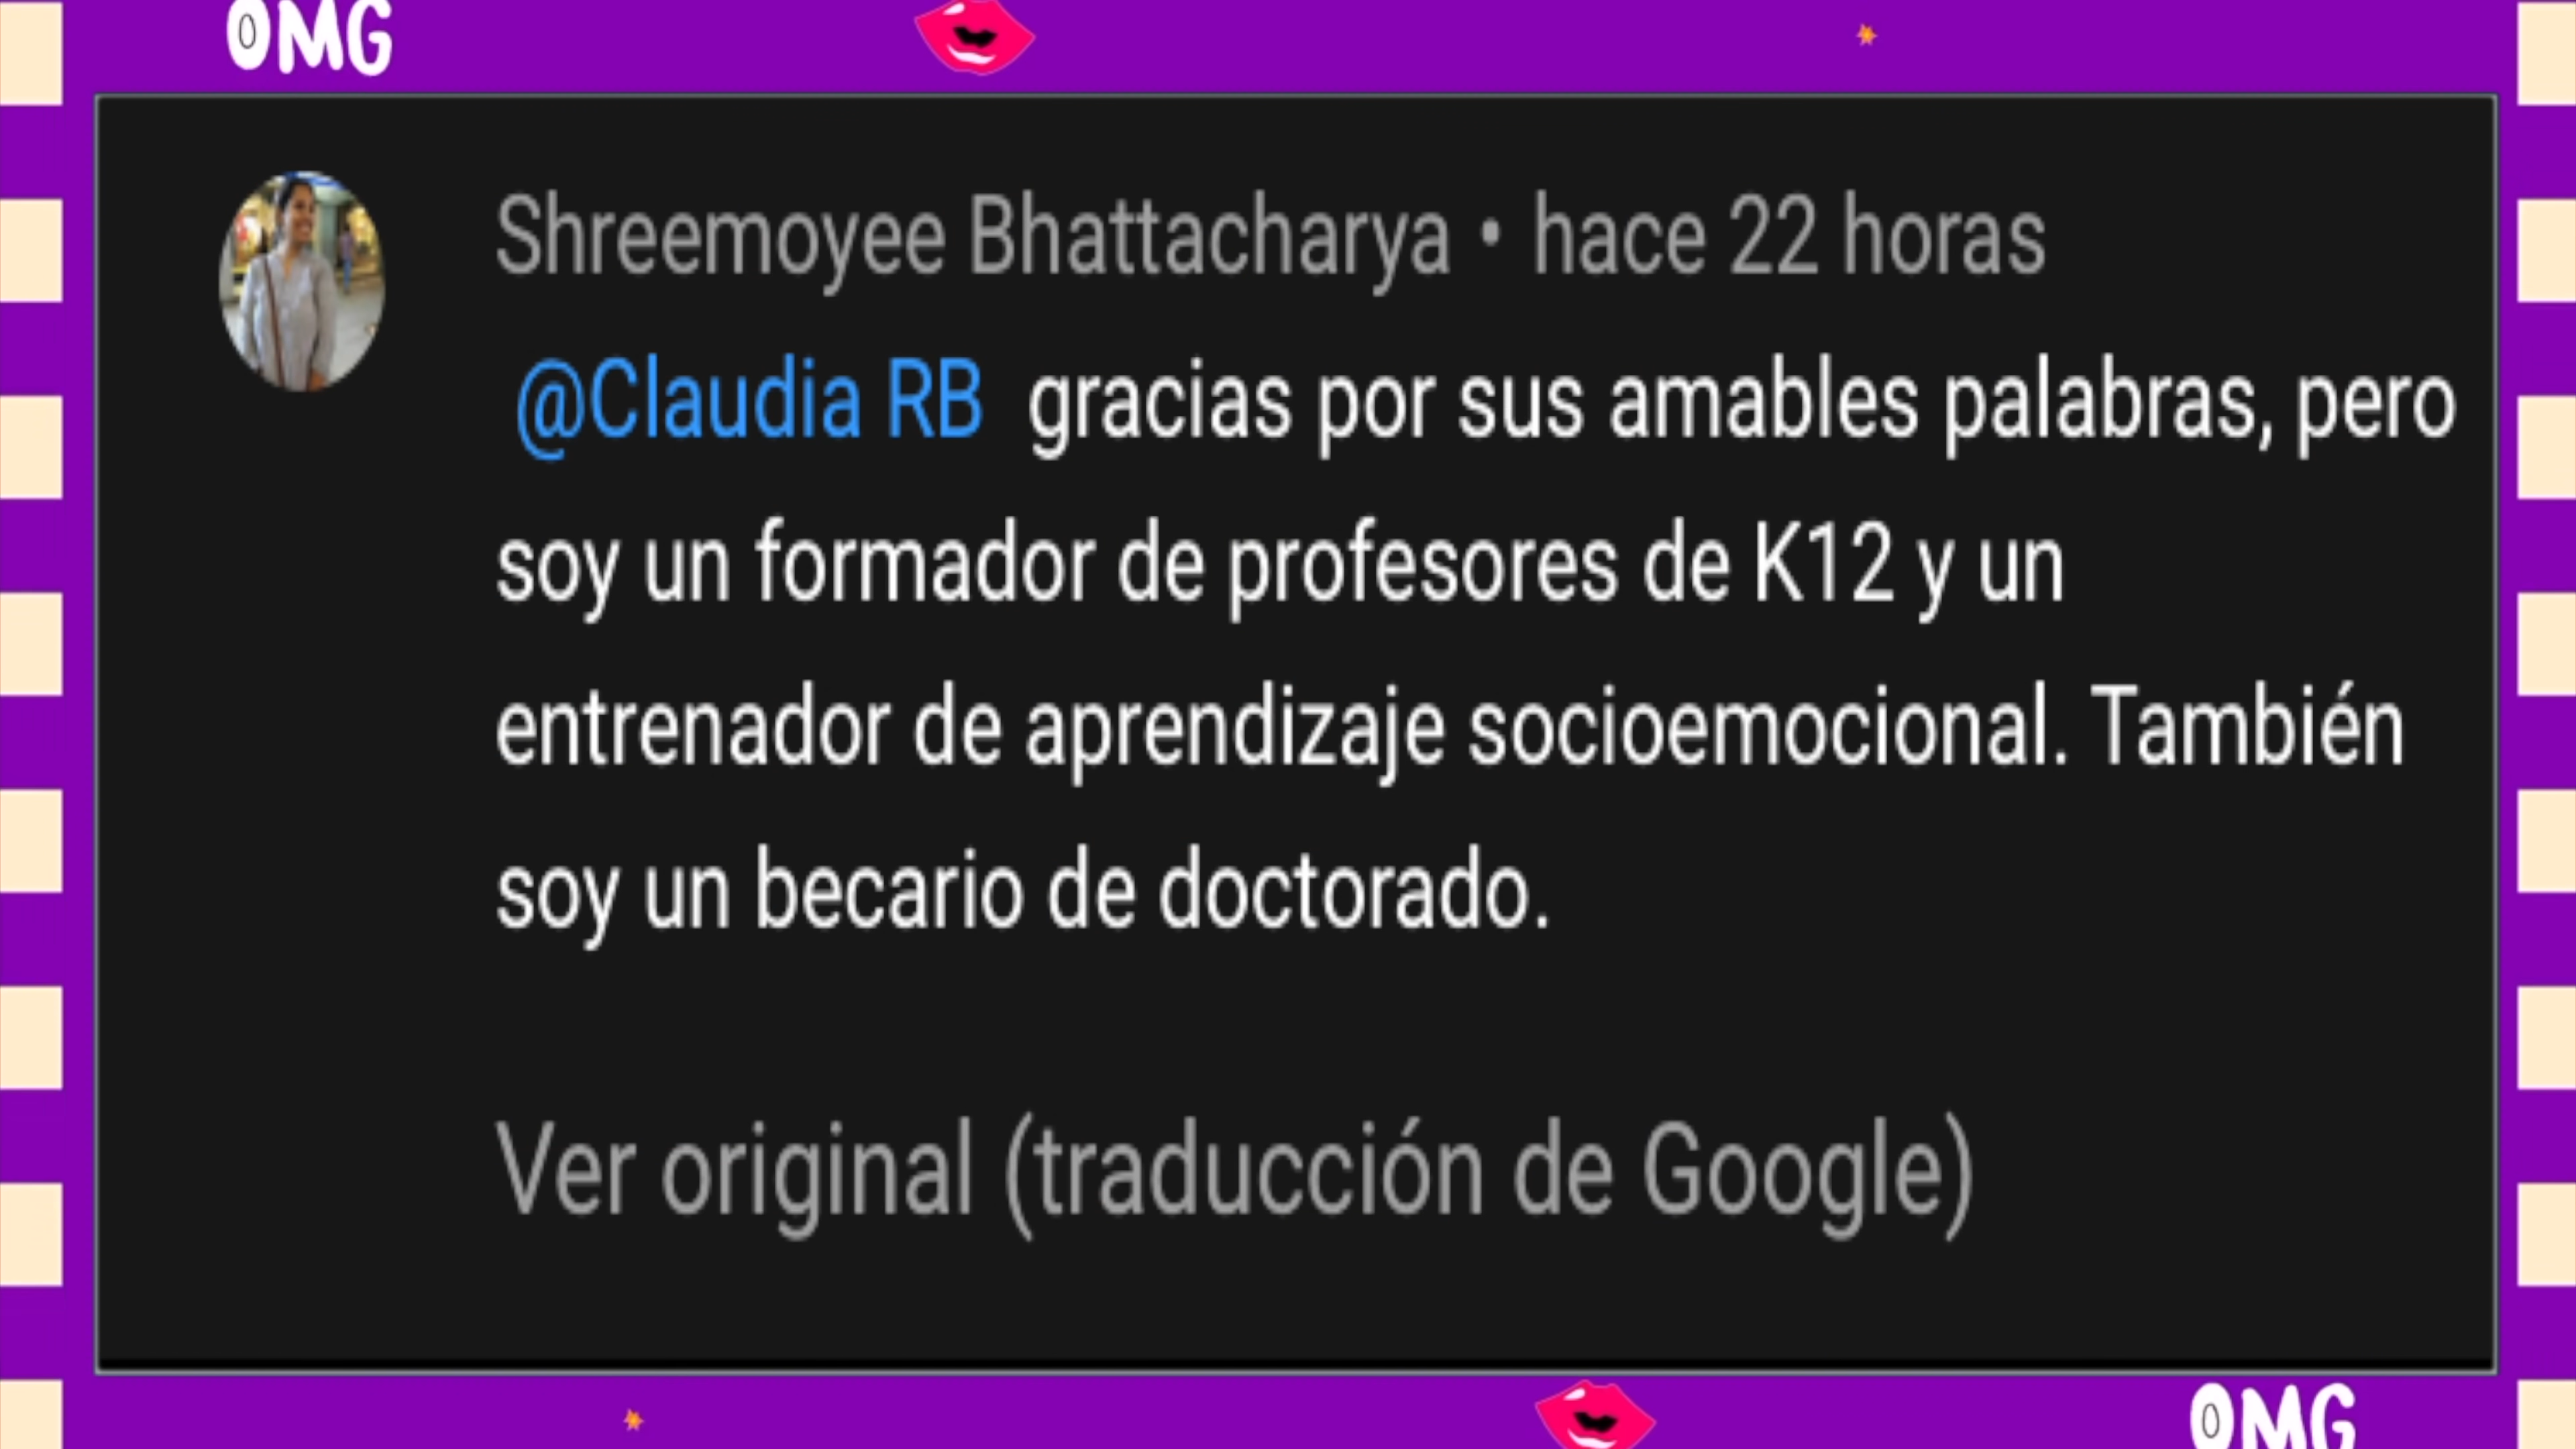 OMG
Shreemoyee Bhattacharya • hace 22 horas
@Claudia RB gracias por sus amables palabras, pero
soy un formador de profesores de K12 y un
entrenador de aprendizaje socioemocional. También
soy un becario de doctorado.
Ver original (traducción de Google)
OMG